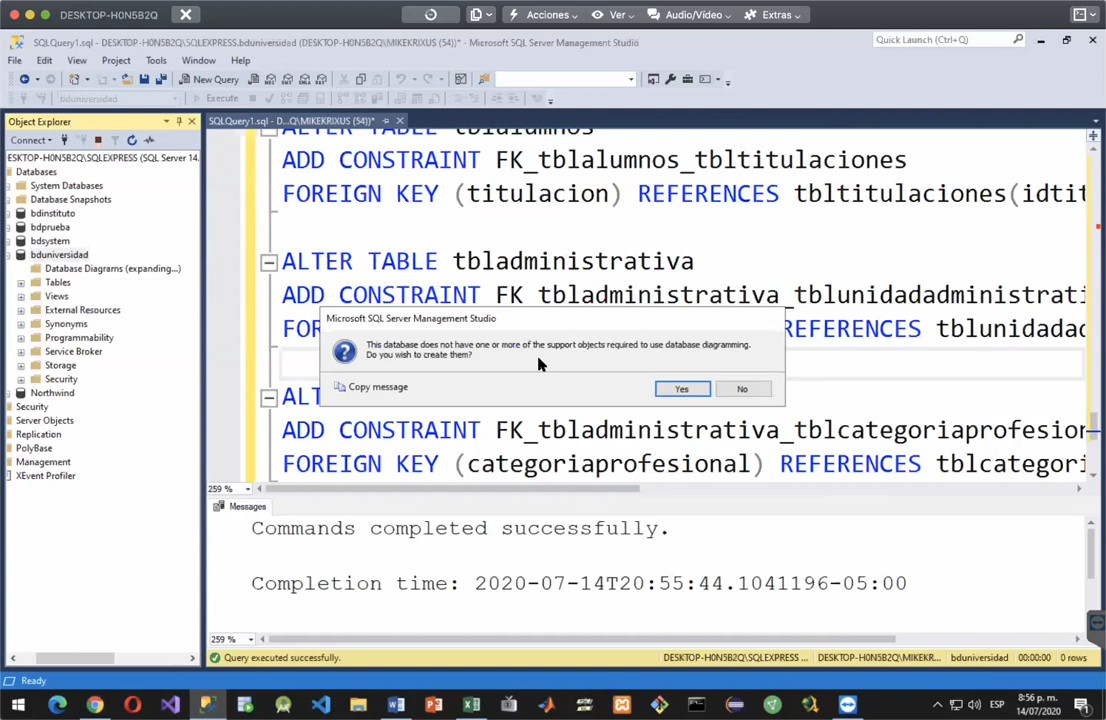 DESKTOP-H0N5B2Q
Acciones
Ver
Audio/Vídeo
Extras
SQLQuery1.sql - DESKTOP-H0N5B2Q\SQLEXPRESS.bduniversidad (DESKTOP-H0N5B2Q\MIKEKRIXUS (54))* - Microsoft SQL Server Management Studio
Quick Launch (Ctrl+Q)
File Edit View Project Tools Window Help
New Query
bduniversidad
Execute
Object Explorer
SQLQuery1.sql - D...Q\MIKEKRIXUS (54))*
Connect
ESKTOP-H0N5B2Q\SQLEXPRESS (SQL Server 14.
Databases
System Databases
Database Snapshots
bdinstituto
bdprueba
bdsystem
bduniversidad
Database Diagrams (expanding...)
Tables
Views
External Resources
Synonyms
Programmability
Service Broker
Storage
Security
Northwind
Security
Server Objects
Replication
PolyBase
Management
XEvent Profiler
ALTER TABLE tblalumnos
ADD CONSTRAINT FK_tblalumnos_tbltitulaciones
FOREIGN KEY (titulacion) REFERENCES tbltitulaciones(idtit
ALTER TABLE tbladministrativa
ADD CONSTRAINT FK_tbladministrativa_tblunidadadministrati
FO REFERENCES tblunidadad
AL
ADD CONSTRAINT FK_tbladministrativa_tblcategoriaprofesion
FOREIGN KEY (categoriaprofesional) REFERENCES tblcategori
Microsoft SQL Server Management Studio
This database does not have one or more of the support objects required to use database diagramming.
Do you wish to create them?
Copy message
Yes
No
259 %
Messages
Commands completed successfully.
Completion time: 2020-07-14T20:55:44.1041196-05:00
259 %
Query executed successfully.
DESKTOP-H0N5B2Q\SQLEXPRESS ...
DESKTOP-H0N5B2Q\MIKEKR...
bduniversidad
00:00:00
0 rows
Ready
ESP
8:56 p. m.
14/07/2020